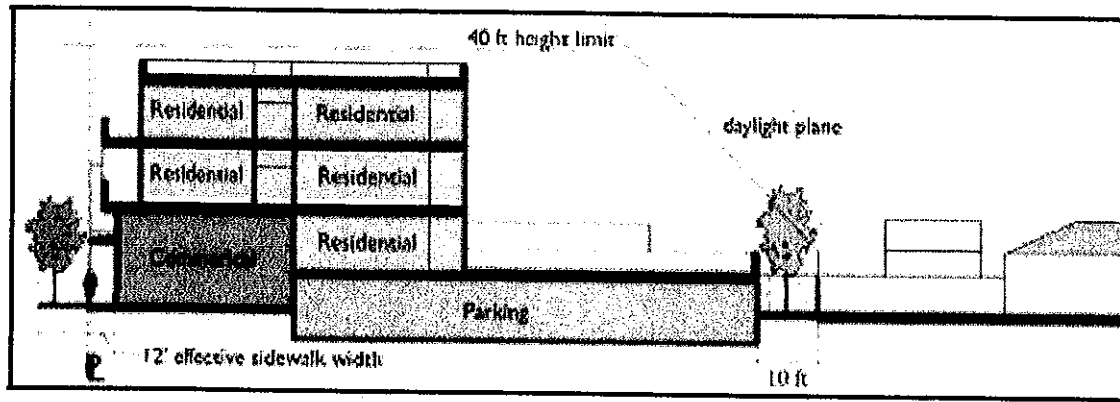 40 ft height limit
Residential Residential
daylight plane
Residential Residential
Residential
Commercial
Parking
12' effective sidewalk width
10 ft